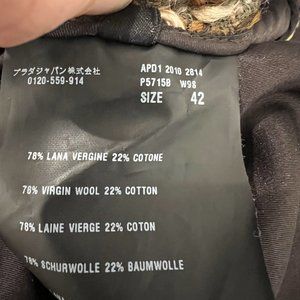 プラダジャパン株式会社
0120-559-914
APD1 2010 2814
P5715B W98
SIZE 42
78% LANA VERGINE 22% COTONE
78% VIRGIN WOOL 22% COTTON
78% LAINE VIERGE 22% COTON
78% SCHURWOLLE 22% BAUMWOLLE